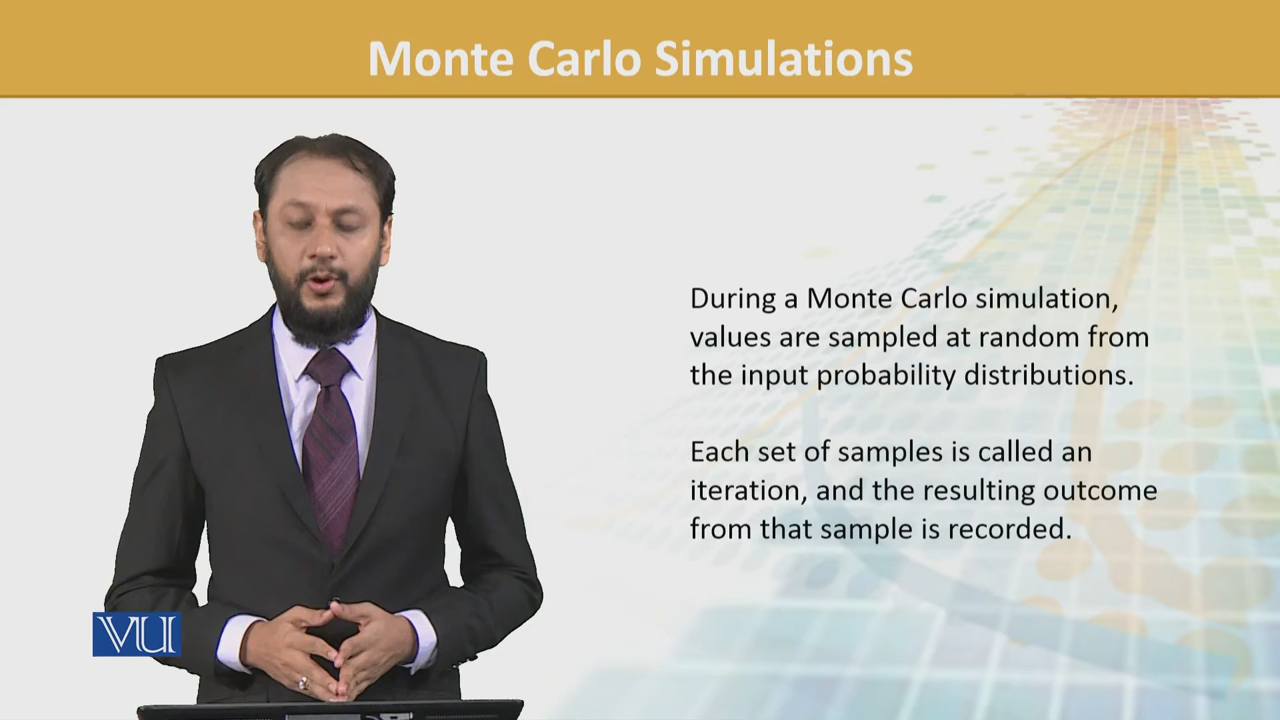 Monte Carlo Simulations
During a Monte Carlo simulation,
values are sampled at random from
the input probability distributions.
Each set of samples is called an
iteration, and the resulting outcome
from that sample is recorded.
VU